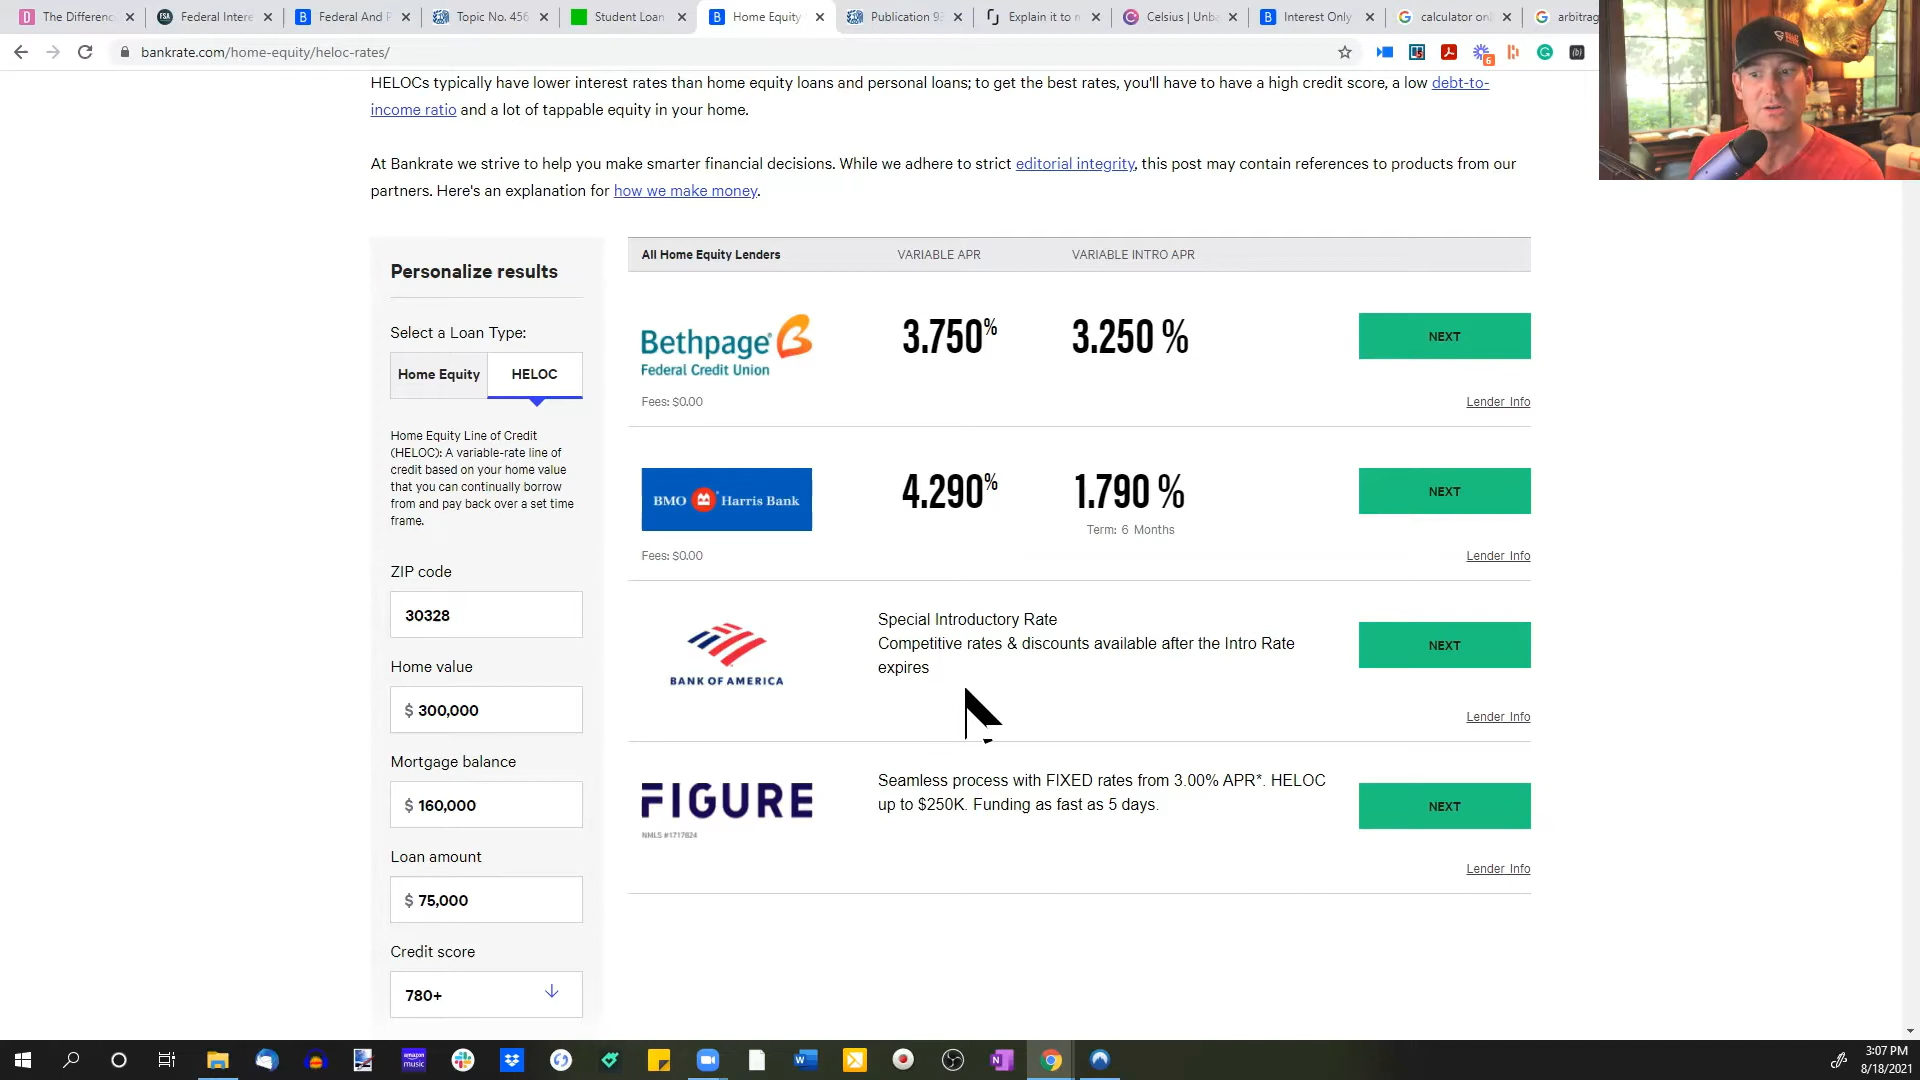 The Differenc
Federal Intere
Federal And P
Topic No. 456
Student Loan
Home Equity
Publication 93
Explain it to m
Celsius | Unba
Interest Only
calculator onl
arbitrag
bankrate.com/home-equity/heloc-rates/
6
HELOCs typically have lower interest rates than home equity loans and personal loans; to get the best rates, you'll have to have a high credit score, a low debt-to-
income ratio and a lot of tappable equity in your home.
At Bankrate we strive to help you make smarter financial decisions. While we adhere to strict editorial integrity, this post may contain references to products from our
partners. Here's an explanation for how we make money.
Personalize results
Select a Loan Type:
Home Equity HELOC
Home Equity Line of Credit
(HELOC): A variable-rate line of
credit based on your home value
that you can continually borrow
from and pay back over a set time
frame.
ZIP code
30328
Home value
$ 300,000
Mortgage balance
$ 160,000
Loan amount
$ 75,000
Credit score
780+
All Home Equity Lenders VARIABLE APR VARIABLE INTRO APR
Bethpage
Federal Credit Union
3.750% 3.250 % NEXT
Fees: $0.00 Lender Info
BMO Harris Bank
4.290% 1.790 % NEXT
Term: 6 Months
Fees: $0.00 Lender Info
BANK OF AMERICA
Special Introductory Rate
Competitive rates & discounts available after the Intro Rate
expires
NEXT
Lender Info
FIGURE
NMLS #1717824
Seamless process with FIXED rates from 3.00% APR*. HELOC
up to $250K. Funding as fast as 5 days.
NEXT
Lender Info
amazon
music
3:07 PM
8/18/2021